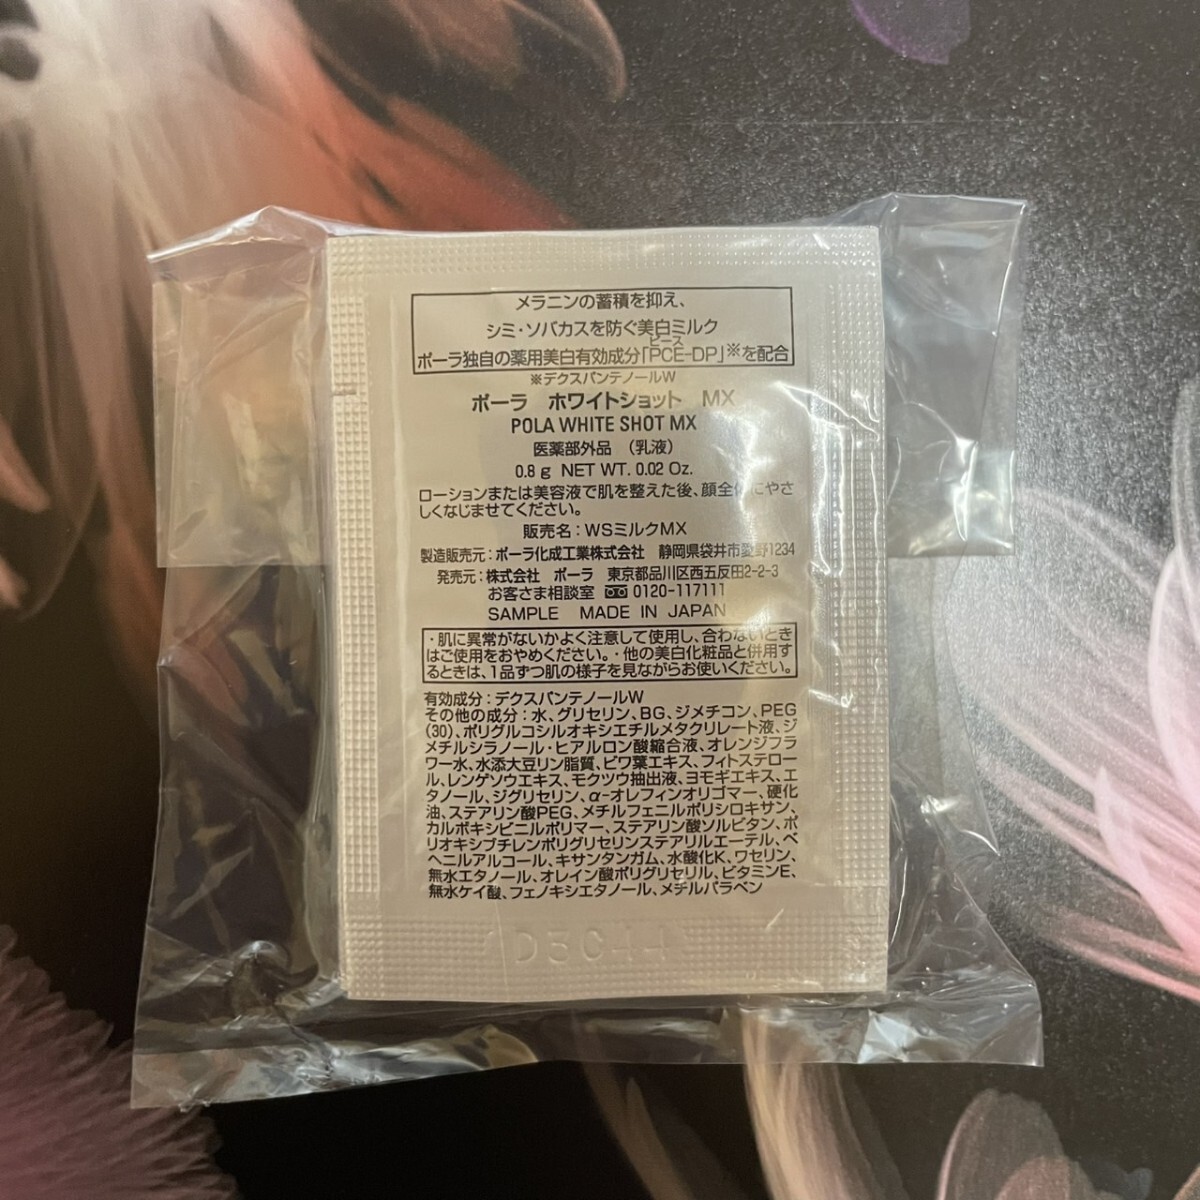 メラニンの蓄積を抑え、
シミ・ソバカスを防ぐ美白ミルク
ピース
ポーラ独自の薬用美白有効成分「PCE-DP」※を配合
※デクスパンテノールW
ポーラ ホワイトショット MX
POLA WHITE SHOT MX
医薬部外品 (乳液)
0.8 g NET WT. 0.02 Oz.
ローションまたは美容液で肌を整えた後、顔全体にやさ
しくなじませてください。
販売名：WSミルクMX
製造販売元：ポーラ化成工業株式会社 静岡県袋井市愛野1234
発売元：株式会社 ポーラ 東京都品川区西五反田2-2-3
お客さま相談室 0120-117111
SAMPLE MADE IN JAPAN
・肌に異常がないかよく注意して使用し、合わないとき
はご使用をおやめください。・他の美白化粧品と併用す
るときは、1品ずつ肌の様子を見ながらお使いください。
有効成分：デクスパンテノールW
その他の成分：水、グリセリン、BG、ジメチコン、PEG
(30)、ポリグルコシルオキシエチルメタクリレート液、ジ
メチルシラノール・ヒアルロン酸縮合液、オレンジフラ
ワー水、水添大豆リン脂質、ビワ葉エキス、フィトステロー
ル、レンゲソウエキス、モクツウ抽出液、ヨモギエキス、エ
タノール、ジグリセリン、α-オレフィンオリゴマー、硬化
油、ステアリン酸PEG、メチルフェニルポリシロキサン、
カルボキシビニルポリマー、ステアリン酸ソルビタン、ポ
リオキシブチレンポリグリセリンステアリルエーテル、ベ
ヘニルアルコール、キサンタンガム、水酸化K、ワセリン、
無水エタノール、オレイン酸ポリグリセリル、ビタミンE、
無水ケイ酸、フェノキシエタノール、メチルパラベン